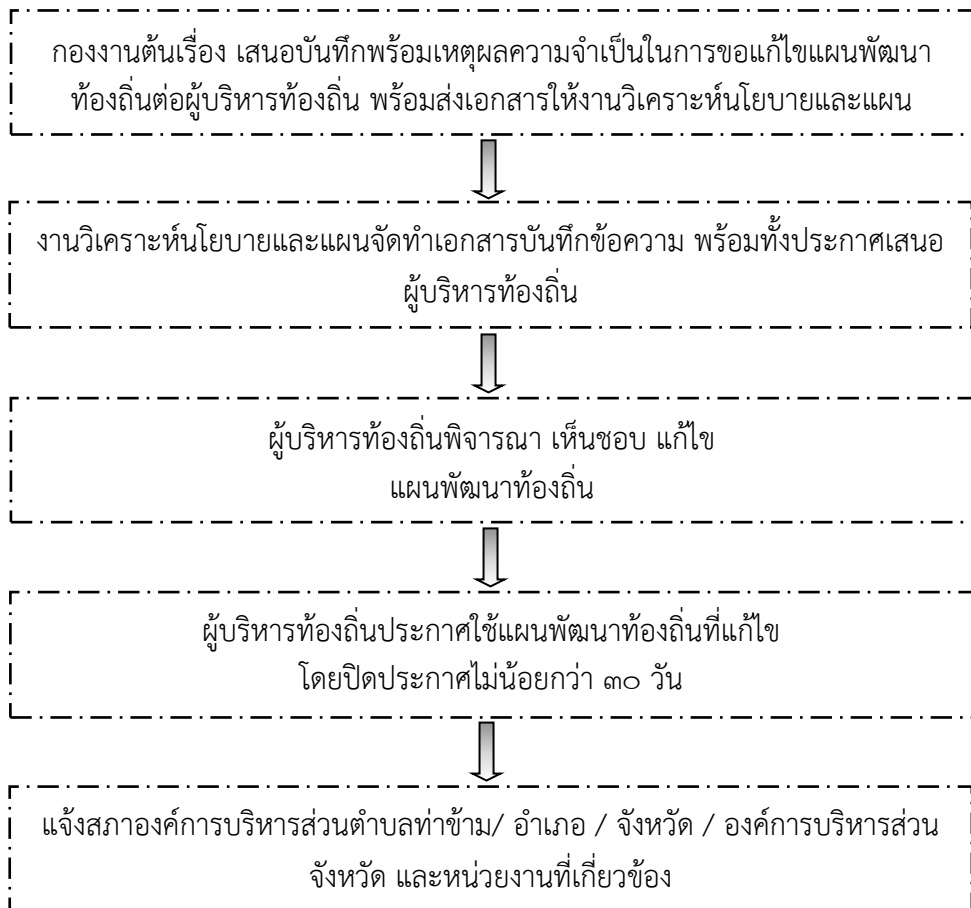 กองงานต้นเรื่อง เสนอบันทึกพร้อมเหตุผลความจำเป็นในการขอแก้ไขแผนพัฒนา
ท้องถิ่นต่อผู้บริหารท้องถิ่น พร้อมส่งเอกสารให้งานวิเคราะห์นโยบายและแผน
งานวิเคราะห์นโยบายและแผนจัดทำเอกสารบันทึกข้อความ พร้อมทั้งประกาศเสนอ
ผู้บริหารท้องถิ่น
ผู้บริหารท้องถิ่นพิจารณา เห็นชอบ แก้ไข
แผนพัฒนาท้องถิ่น
ผู้บริหารท้องถิ่นประกาศใช้แผนพัฒนาท้องถิ่นที่แก้ไข
โดยปิดประกาศไม่น้อยกว่า ๓๐ วัน
แจ้งสภาองค์การบริหารส่วนตำบลท่าข้าม/ อำเภอ / จังหวัด / องค์การบริหารส่วน
จังหวัด และหน่วยงานที่เกี่ยวข้อง